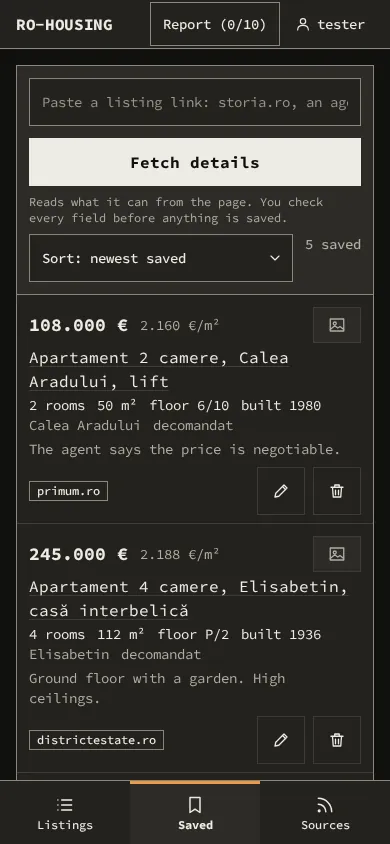 RO-HOUSING
Report (0/10)
tester
Paste a listing link: storia.ro, an age
Fetch details
Reads what it can from the page. You check
every field before anything is saved.
Sort: newest saved
5 saved
108.000 € 2.160 €/m²
Apartament 2 camere, Calea
Aradului, lift
2 rooms 50 m² floor 6/10 built 1980
Calea Aradului decomandat
The agent says the price is negotiable.
primum.ro
245.000 € 2.188 €/m²
Apartament 4 camere, Elisabetin,
casă interbelică
4 rooms 112 m² floor P/2 built 1936
Elisabetin decomandat
Ground floor with a garden. High
ceilings.
districtestate.ro
Listings
Saved
Sources